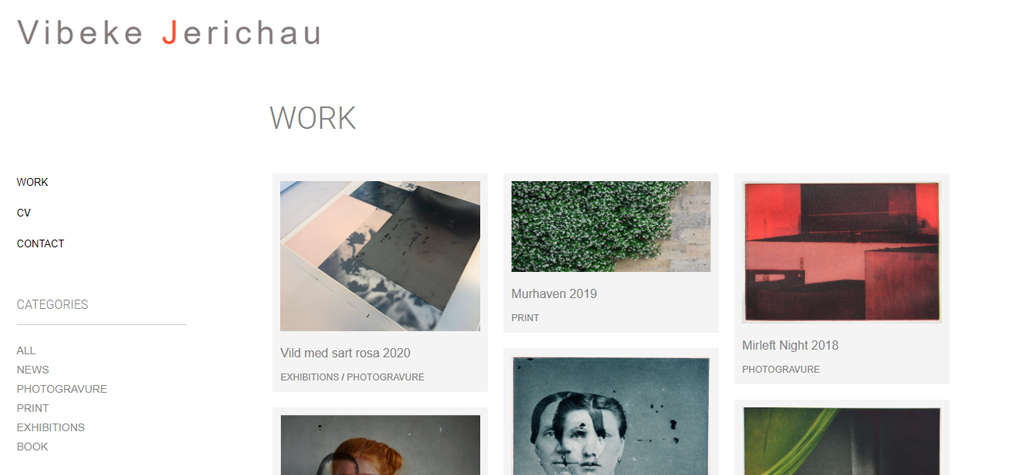 Vibeke Jerichau
WORK
WORK
CV
CONTACT
CATEGORIES
ALL
NEWS
PHOTOGRAVURE
PRINT
EXHIBITIONS
BOOK
Vild med sart rosa 2020
EXHIBITIONS / PHOTOGRAVURE
Murhaven 2019
PRINT
Mirleft Night 2018
PHOTOGRAVURE